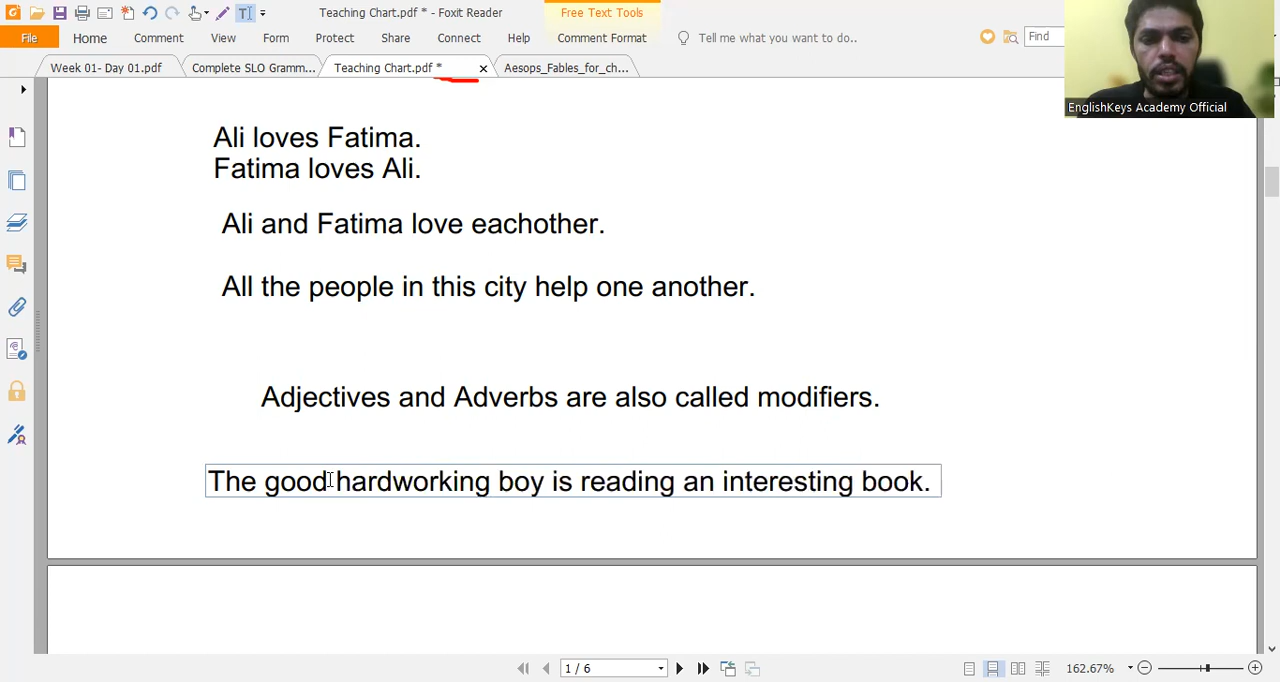 Teaching Chart.pdf * - Foxit Reader
Free Text Tools
File Home Comment View Form Protect Share Connect Help Comment Format Tell me what you want to do.. Find
EnglishKeys Academy Official
Week 01- Day 01.pdf Complete SLO Gramm... Teaching Chart.pdf * Aesops_Fables_for_ch...
Ali loves Fatima.
Fatima loves Ali.
Ali and Fatima love eachother.
All the people in this city help one another.
Adjectives and Adverbs are also called modifiers.
The good hardworking boy is reading an interesting book.
1 / 6
162.67%